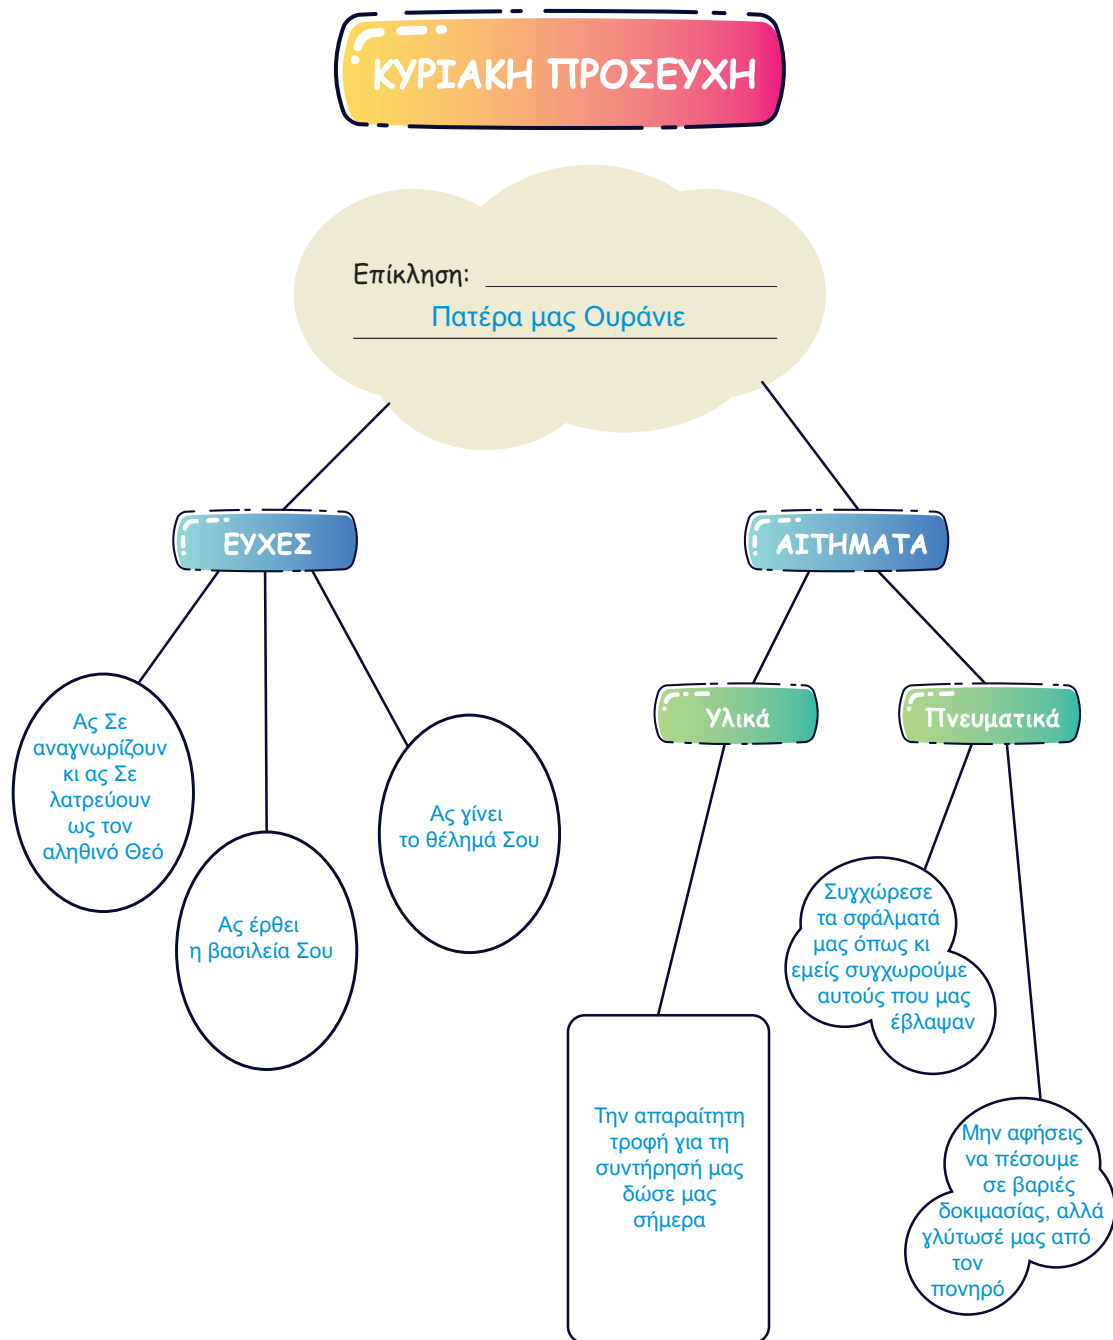 ΚΥΡΙΑΚΗ ΠΡΟΣΕΥΧΗ
Επίκληση:
Πατέρα μας Ουράνιε
ΕΥΧΕΣ
ΑΙΤΗΜΑΤΑ
Ας Σε
αναγνωρίζουν
κι ας Σε
λατρεύουν
ως τον
αληθινό Θεό
Ας έρθει
η βασιλεία Σου
Ας γίνει
το θέλημά Σου
Υλικά
Πνευματικά
Την απαραίτητη
τροφή για τη
συντήρησή μας
δώσε μας
σήμερα
Συγχώρεσε
τα σφάλματά
μας όπως κι
εμείς συγχωρούμε
αυτούς που μας
έβλαψαν
Μην αφήσεις
να πέσουμε
σε βαριές
δοκιμασίας, αλλά
γλύτωσέ μας από
τον
πονηρό